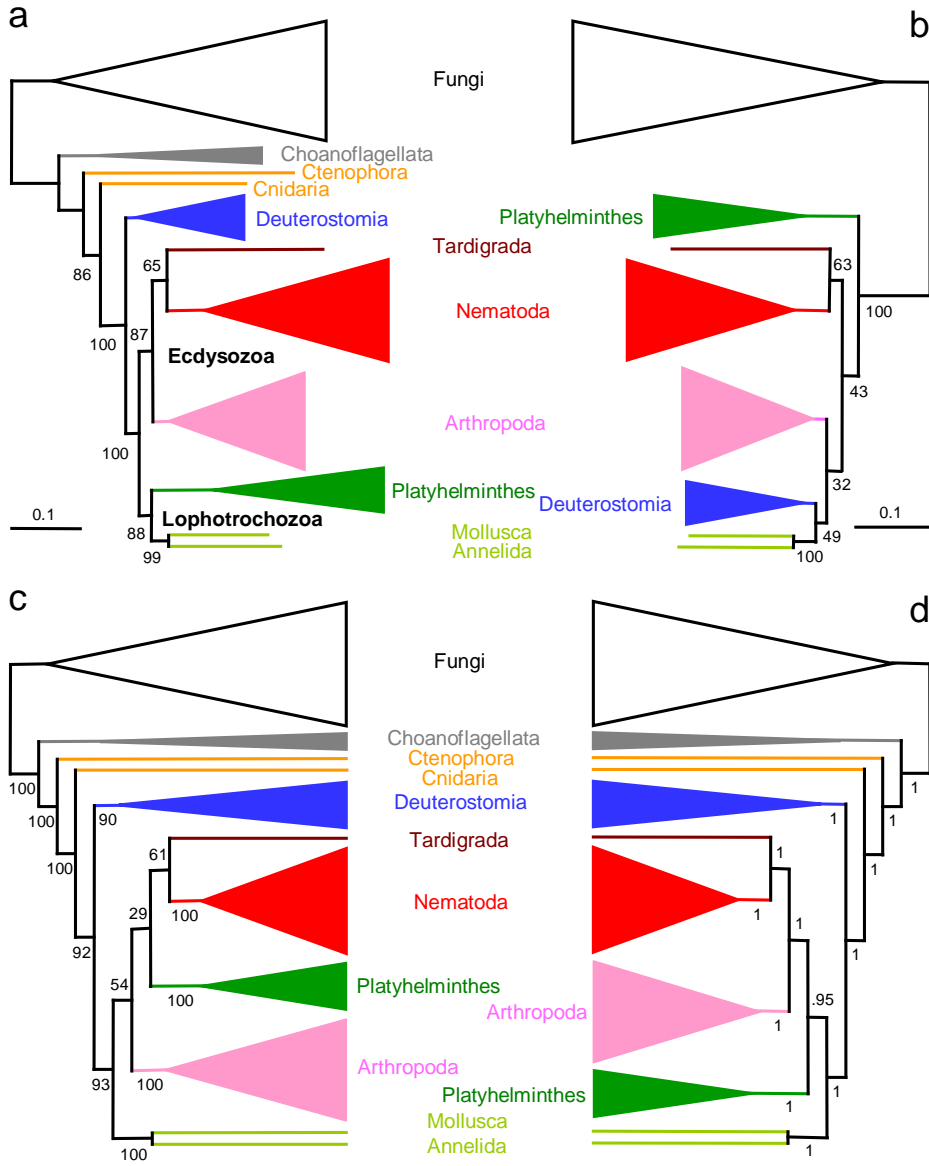 a
b
Fungi
Choanoflagellata
Ctenophora
Cnidaria
Deuterostomia
Platyhelminthes
Tardigrada
65
63
86
Nematoda
100
100
87
Ecdysozoa
43
Arthropoda
100
Platyhelminthes
32
Deuterostomia
0.1
Lophotrochozoa
0.1
88
Mollusca
49
99
Annelida
100
c
d
Fungi
Choanoflagellata
Ctenophora
Cnidaria
100
1
Deuterostomia
100
90
1
1
Tardigrada
100
61
1
1
Nematoda
100
1
29
1
92
1
Platyhelminthes
100
54
Arthropoda
.95
1
Arthropoda
93
100
Platyhelminthes
1
1
Mollusca
Annelida
100
1